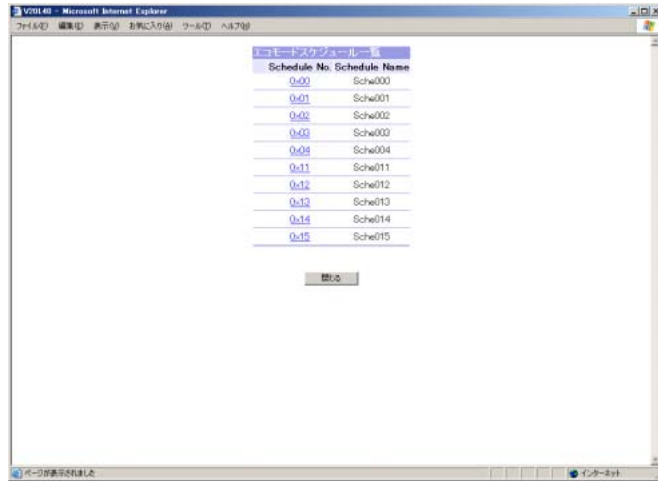 V20L40 - Microsoft Internet Explorer
ファイル(F) 編集(E) 表示(V) お気に入り(A) ツール(T) ヘルプ(H)
エコモードスケジュール一覧
Schedule No. Schedule Name
0x00 Sche000
0x01 Sche001
0x02 Sche002
0x03 Sche003
0x04 Sche004
0x11 Sche011
0x12 Sche012
0x13 Sche013
0x14 Sche014
0x15 Sche015
閉じる
ページが表示されました インターネット